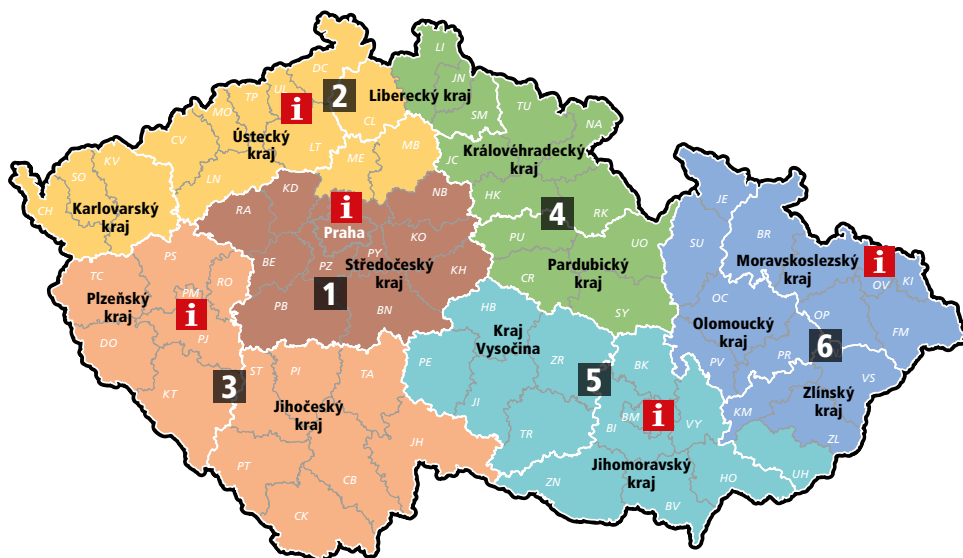 LI
DC
JN
UL
i
2
Liberecký kraj
TP
MO
CL
SM
TU
NA
CV
Ústecký
kraj
LT
ME
MB
JC
Královéhradecký
kraj
KV
SO
LN
CH
Karlovarský
kraj
KD
RA
NB
HK
4
RK
i
Praha
JE
TC
PS
RO
BE
PZ
PY
KO
Středočeský
kraj
KH
PU
UO
Pardubický
kraj
CR
SU
BR
Moravskoslezský
kraj
i
OV
KI
Plzeňský
kraj
PM
i
PJ
1
PB
BN
HB
SY
OC
Olomoucký
kraj
OP
FM
DO
KT
3
ST
PI
TA
PE
Kraj
Vysočina
ZR
5
BK
PV
PR
6
VS
Jihočeský
kraj
JI
BM
i
BI
VY
KM
Zlínský
kraj
ZL
TR
JH
PT
CB
CK
ZN
Jihomoravský
kraj
BV
HO
UH